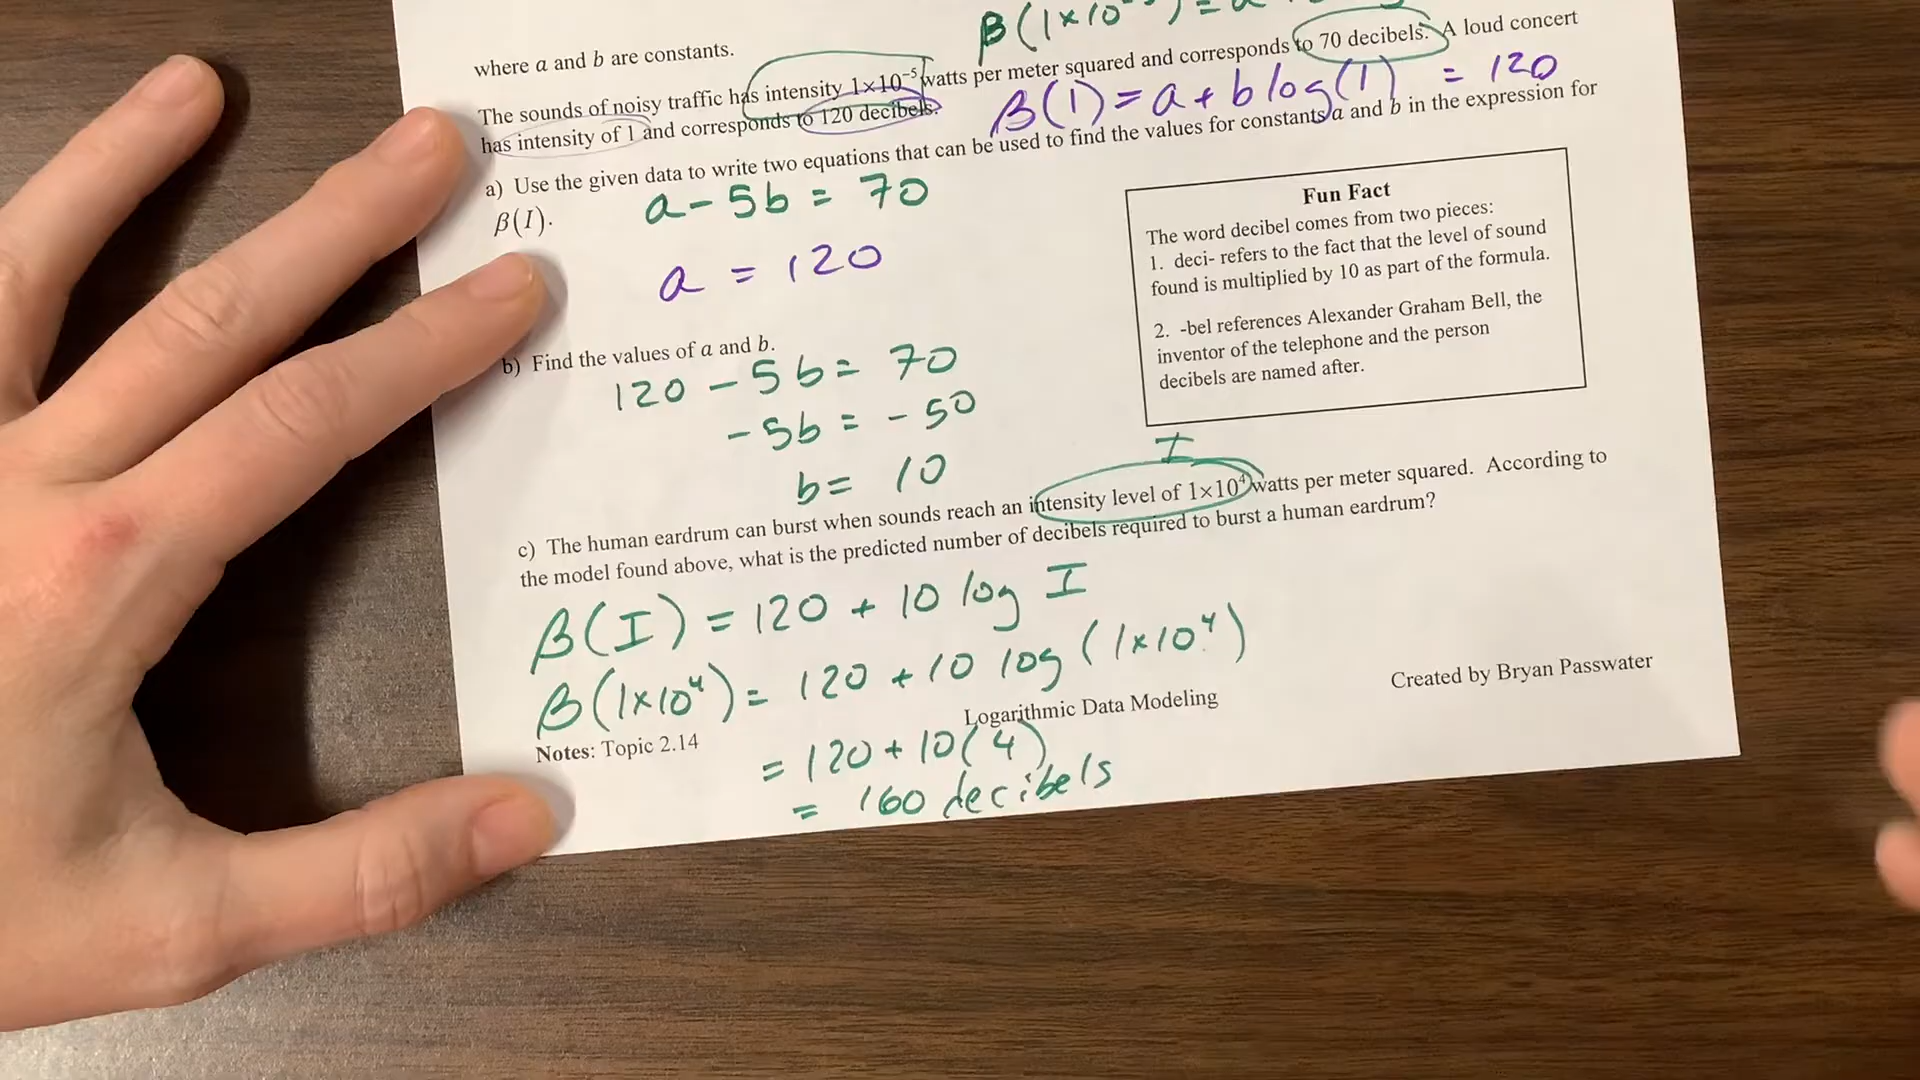 β(1×10
where a and b are constants.
The sounds of noisy traffic has intensity 1×10⁻⁵ watts per meter squared and corresponds to 70 decibels. A loud concert
has intensity of 1 and corresponds to 120 decibels.
β(1) = a + b log(1) = 120
a) Use the given data to write two equations that can be used to find the values for constants a and b in the expression for
β(I).
a - 5b = 70
a = 120
Fun Fact
The word decibel comes from two pieces:
1. deci- refers to the fact that the level of sound
found is multiplied by 10 as part of the formula.
2. -bel references Alexander Graham Bell, the
inventor of the telephone and the person
decibels are named after.
b) Find the values of a and b.
120 - 5b = 70
-5b = -50
b = 10
I
c) The human eardrum can burst when sounds reach an intensity level of 1×10⁴ watts per meter squared. According to
the model found above, what is the predicted number of decibels required to burst a human eardrum?
β(I) = 120 + 10 log I
β(1×10⁴) = 120 + 10 log (1×10⁴)
= 120 + 10(4)
= 160 decibels
Notes: Topic 2.14
Logarithmic Data Modeling
Created by Bryan Passwater